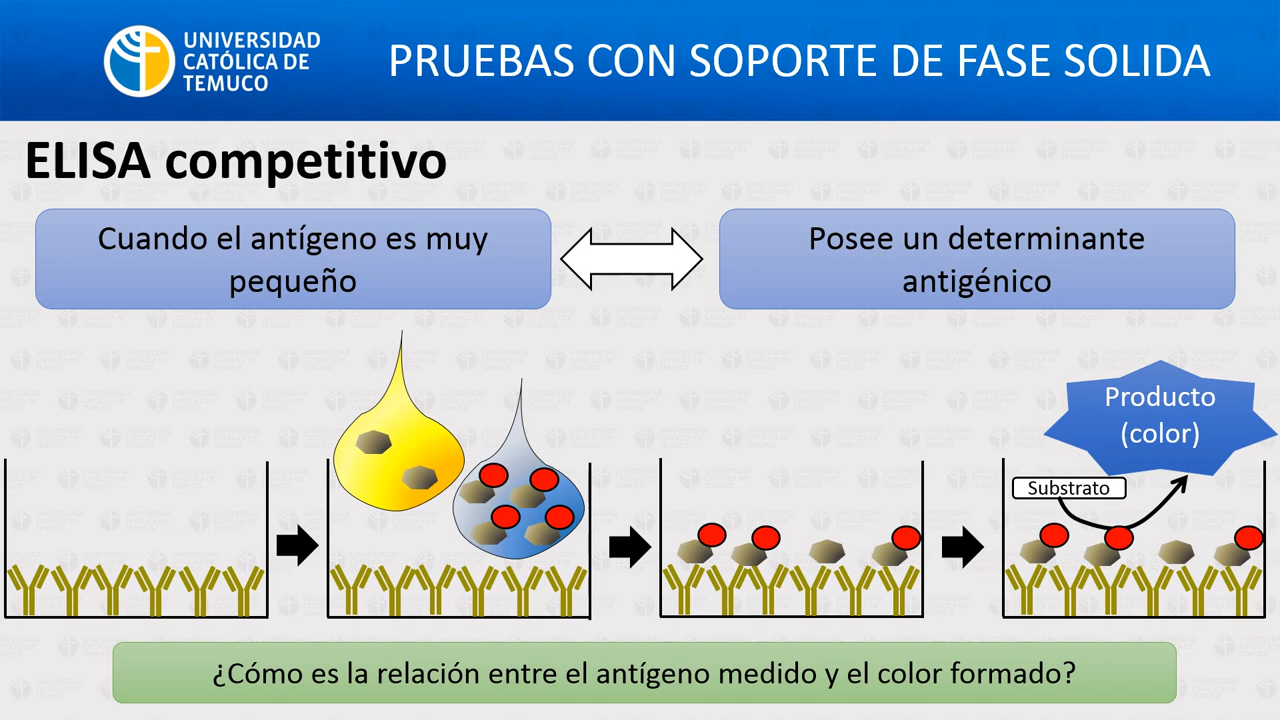 UNIVERSIDAD
CATÓLICA DE
TEMUCO
PRUEBAS CON SOPORTE DE FASE SOLIDA
ELISA competitivo
Cuando el antígeno es muy
pequeño
Posee un determinante
antigénico
Producto
(color)
Substrato
¿Cómo es la relación entre el antígeno medido y el color formado?